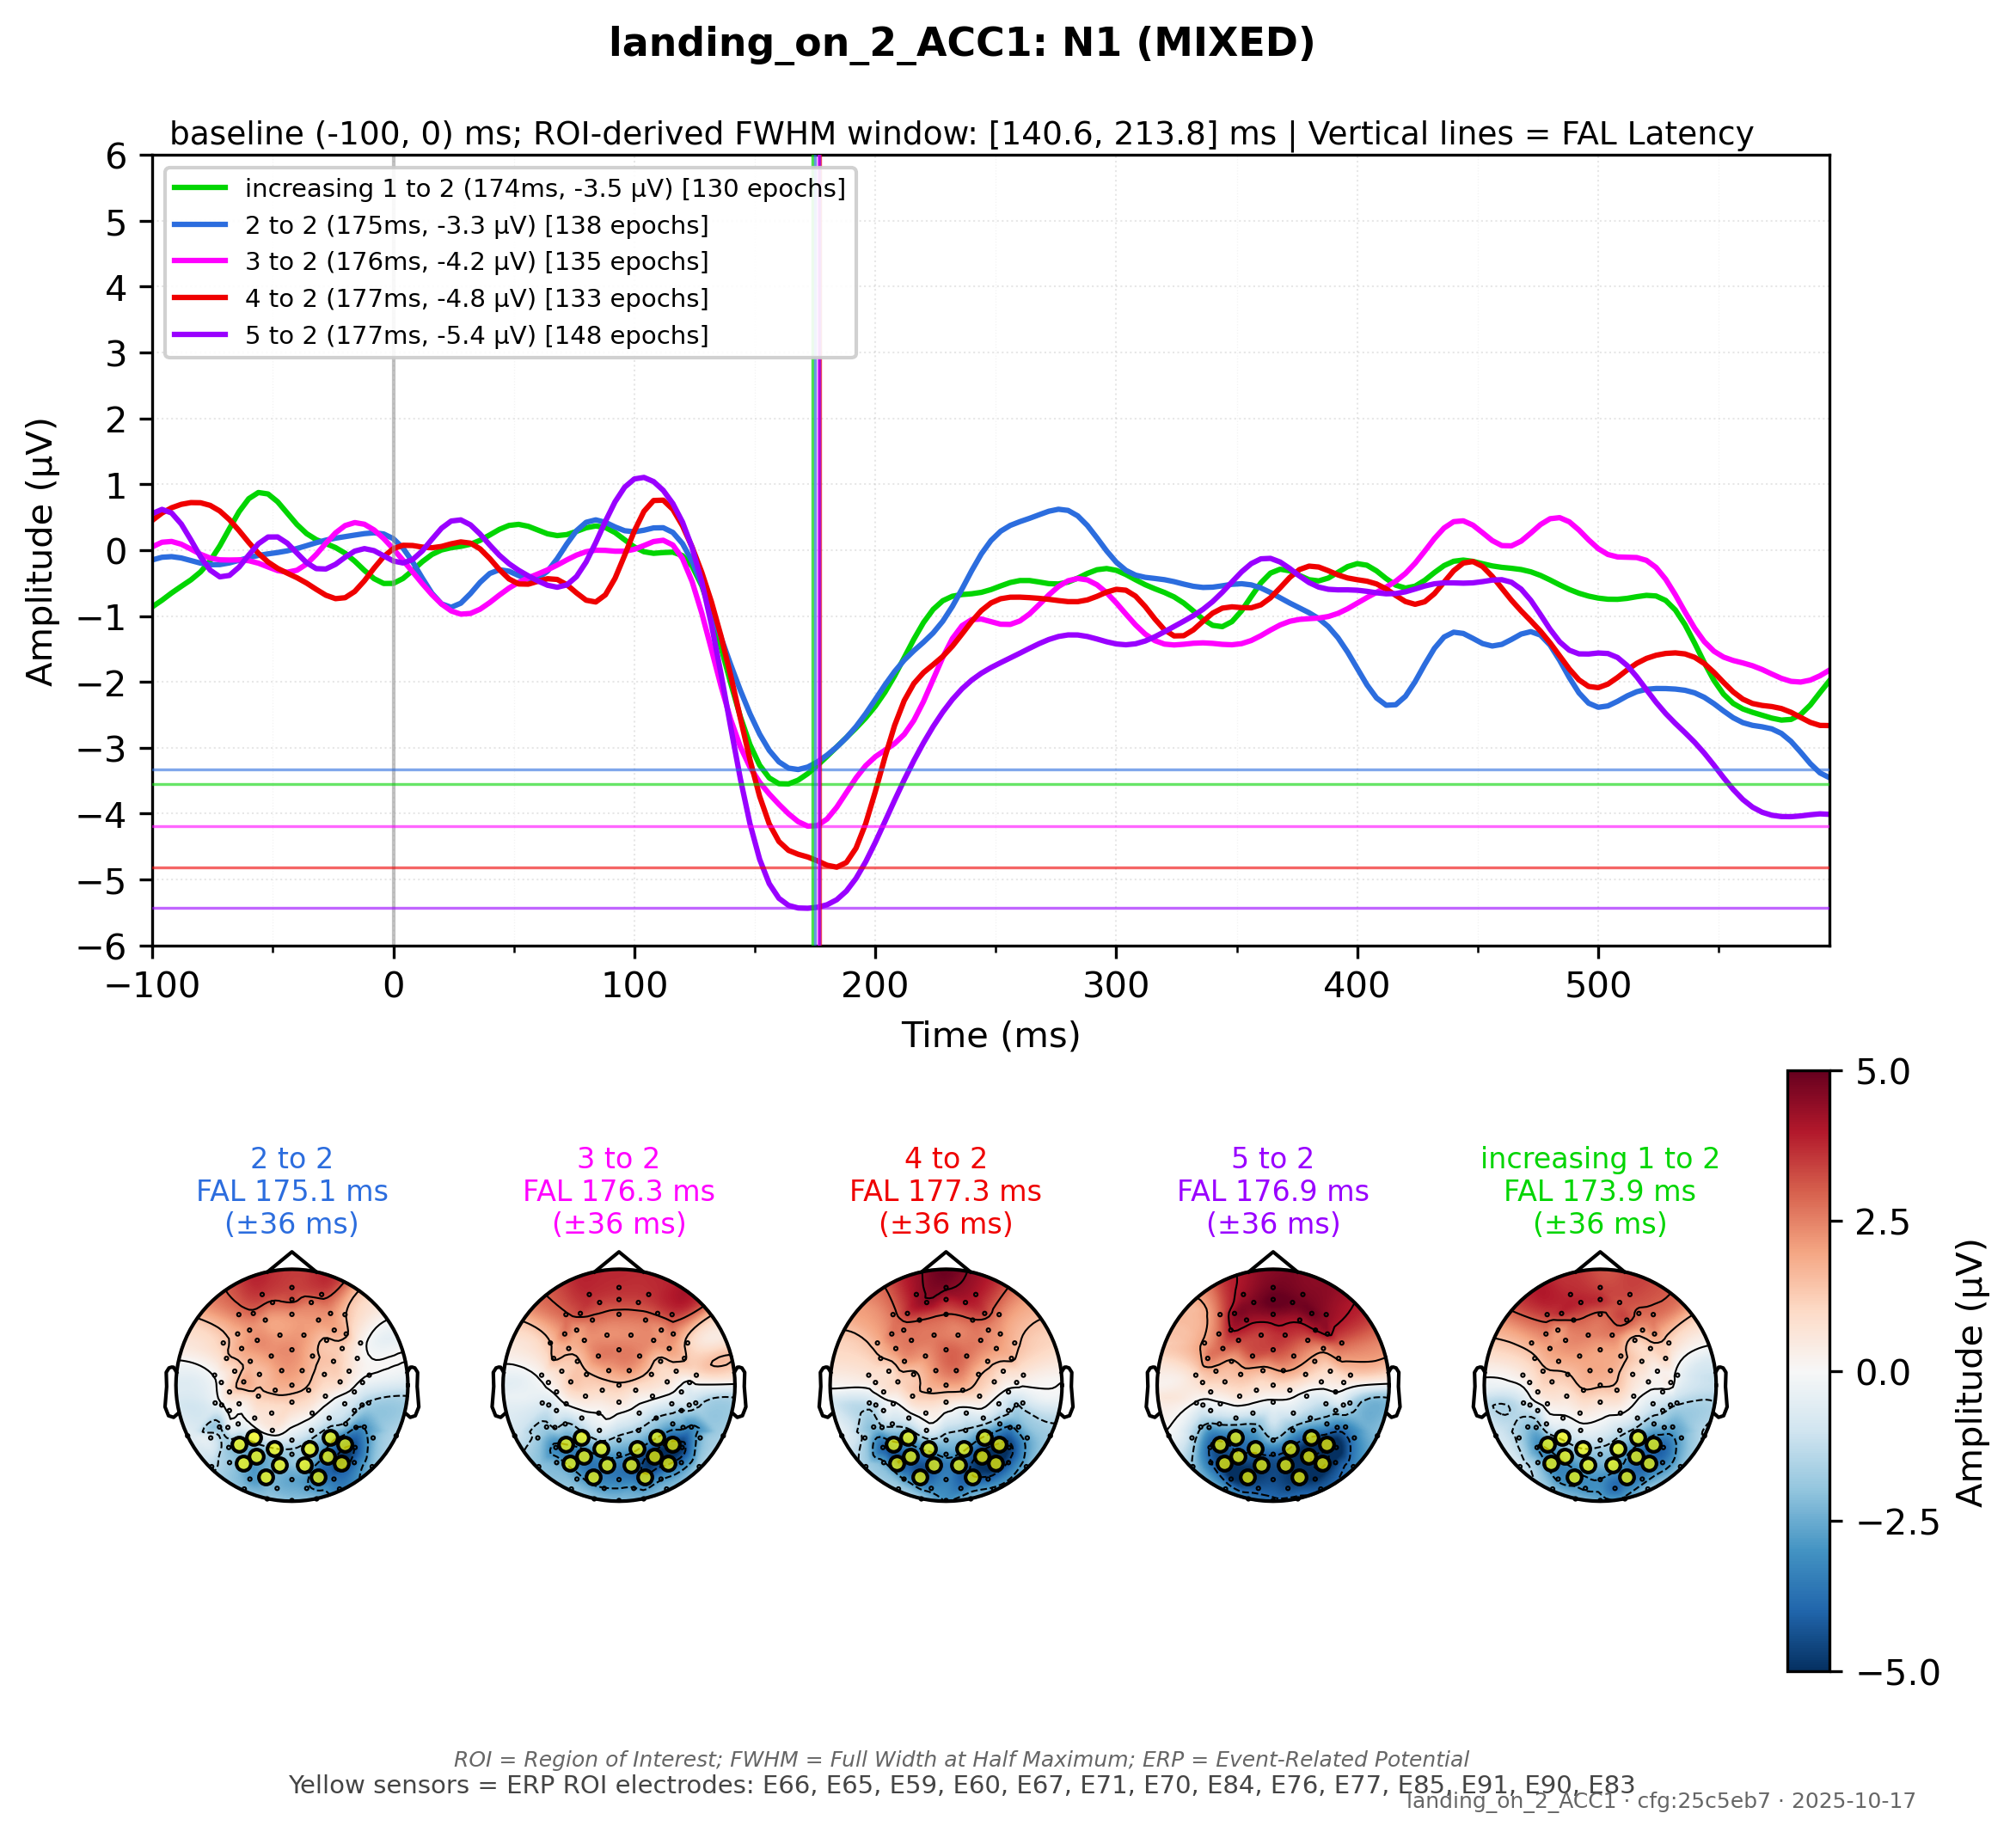 landing_on_2_ACC1: N1 (MIXED)
baseline (-100, 0) ms; ROI-derived FWHM window: [140.6, 213.8] ms | Vertical lines = FAL Latency
increasing 1 to 2 (174ms, -3.5 µV) [130 epochs]
2 to 2 (175ms, -3.3 µV) [138 epochs]
3 to 2 (176ms, -4.2 µV) [135 epochs]
4 to 2 (177ms, -4.8 µV) [133 epochs]
5 to 2 (177ms, -5.4 µV) [148 epochs]
6
5
4
3
2
1
0
−1
−2
−3
−4
−5
−6
Amplitude (µV)
−100 0 100 200 300 400 500
Time (ms)
2 to 2
FAL 175.1 ms
(±36 ms)
3 to 2
FAL 176.3 ms
(±36 ms)
4 to 2
FAL 177.3 ms
(±36 ms)
5 to 2
FAL 176.9 ms
(±36 ms)
increasing 1 to 2
FAL 173.9 ms
(±36 ms)
5.0
2.5
0.0
−2.5
−5.0
Amplitude (µV)
ROI = Region of Interest; FWHM = Full Width at Half Maximum; ERP = Event-Related Potential
Yellow sensors = ERP ROI electrodes: E66, E65, E59, E60, E67, E71, E70, E84, E76, E77, E85, E91, E90, E83
landing_on_2_ACC1 · cfg:25c5eb7 · 2025-10-17